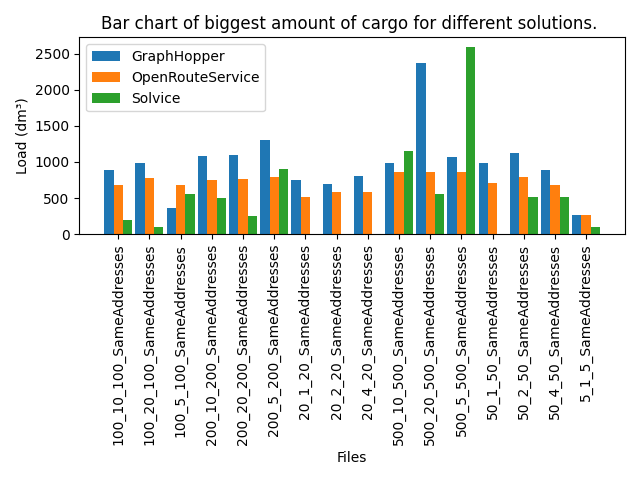 Bar chart of biggest amount of cargo for different solutions.
GraphHopper
OpenRouteService
Solvice
Load (dm³)
2500
2000
1500
1000
500
0
100_10_100_SameAddresses
100_20_100_SameAddresses
100_5_100_SameAddresses
200_10_200_SameAddresses
200_20_200_SameAddresses
200_5_200_SameAddresses
20_1_20_SameAddresses
20_2_20_SameAddresses
20_4_20_SameAddresses
500_10_500_SameAddresses
500_20_500_SameAddresses
500_5_500_SameAddresses
50_1_50_SameAddresses
50_2_50_SameAddresses
50_4_50_SameAddresses
5_1_5_SameAddresses
Files